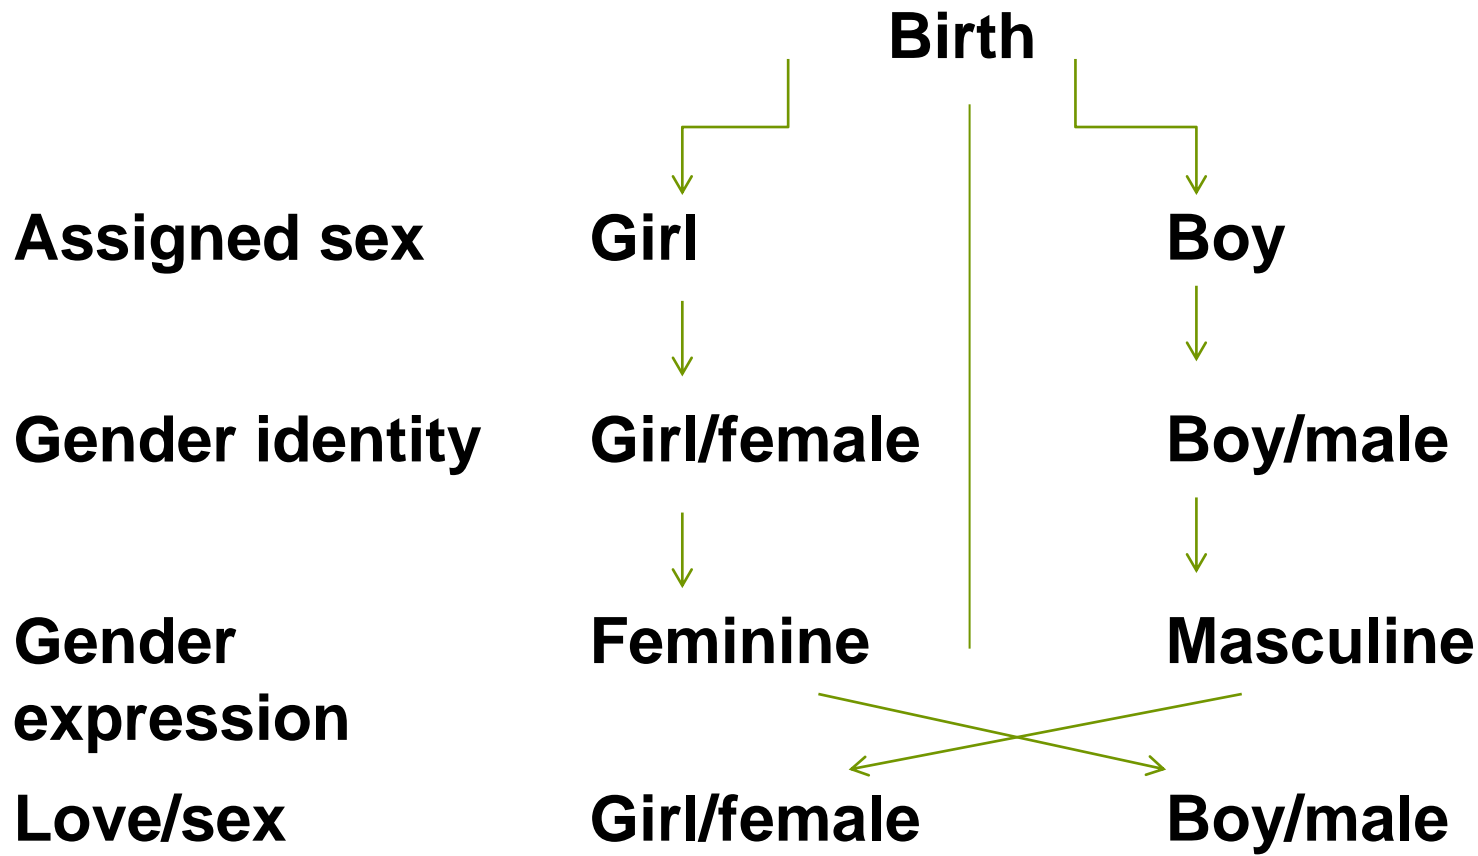 Birth
Assigned sex Girl Boy
Gender identity Girl/female Boy/male
Gender Feminine Masculine
expression
Love/sex Girl/female Boy/male